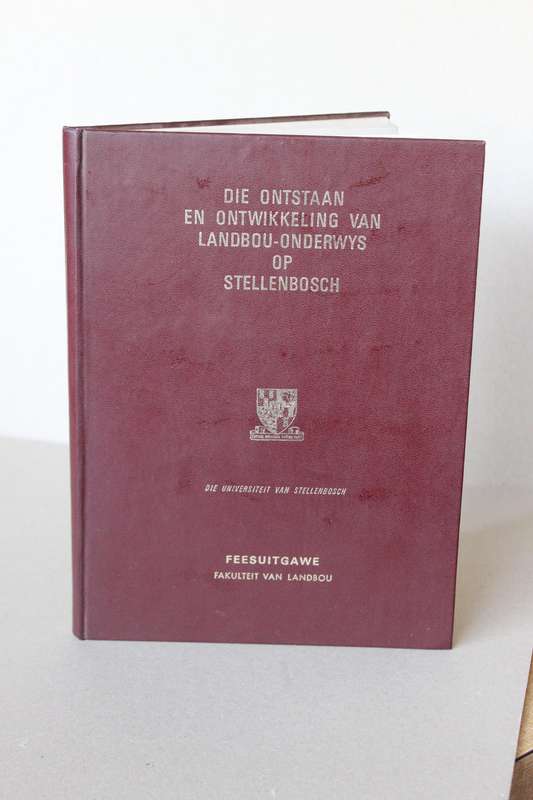 DIE ONTSTAAN
EN ONTWIKKELING VAN
LANDBOU-ONDERWYS
OP
STELLENBOSCH
DIE UNIVERSITEIT VAN STELLENBOSCH
FEESUITGAWE
FAKULTEIT VAN LANDBOU